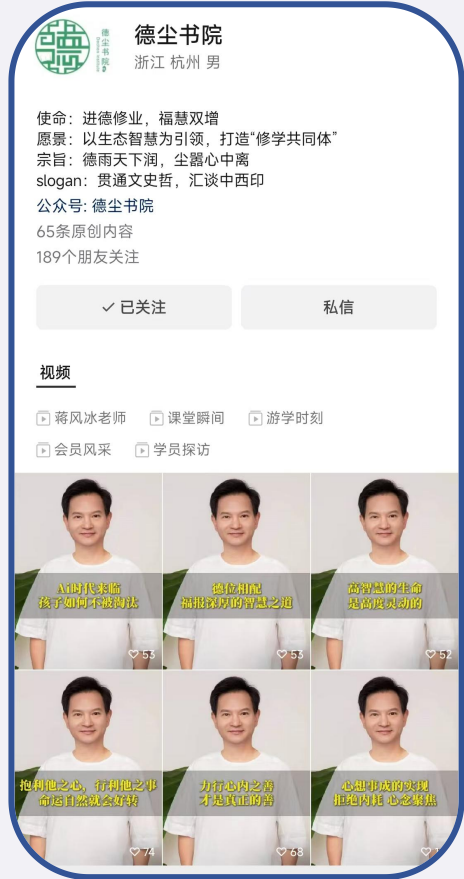 德尘书院
德尘书院
浙江 杭州 男
使命：进德修业，福慧双增
愿景：以生态智慧为引领，打造“修学共同体”
宗旨：德雨天下润，尘嚣心中离
slogan：贯通文史哲，汇谈中西印
公众号: 德尘书院
65条原创内容
189个朋友关注
已关注
私信
视频
蒋风冰老师 课堂瞬间 游学时刻
会员风采 学员探访
Ai时代来临
孩子如何不被淘汰
53
德位相配
福报深厚的智慧之道
53
高智慧的生命
是高度灵动的
52
抱利他之心，行利他之事
命运自然就会好转
74
力行心内之善
才是真正的善
68
心想事成的实现
拒绝内耗 心念聚焦